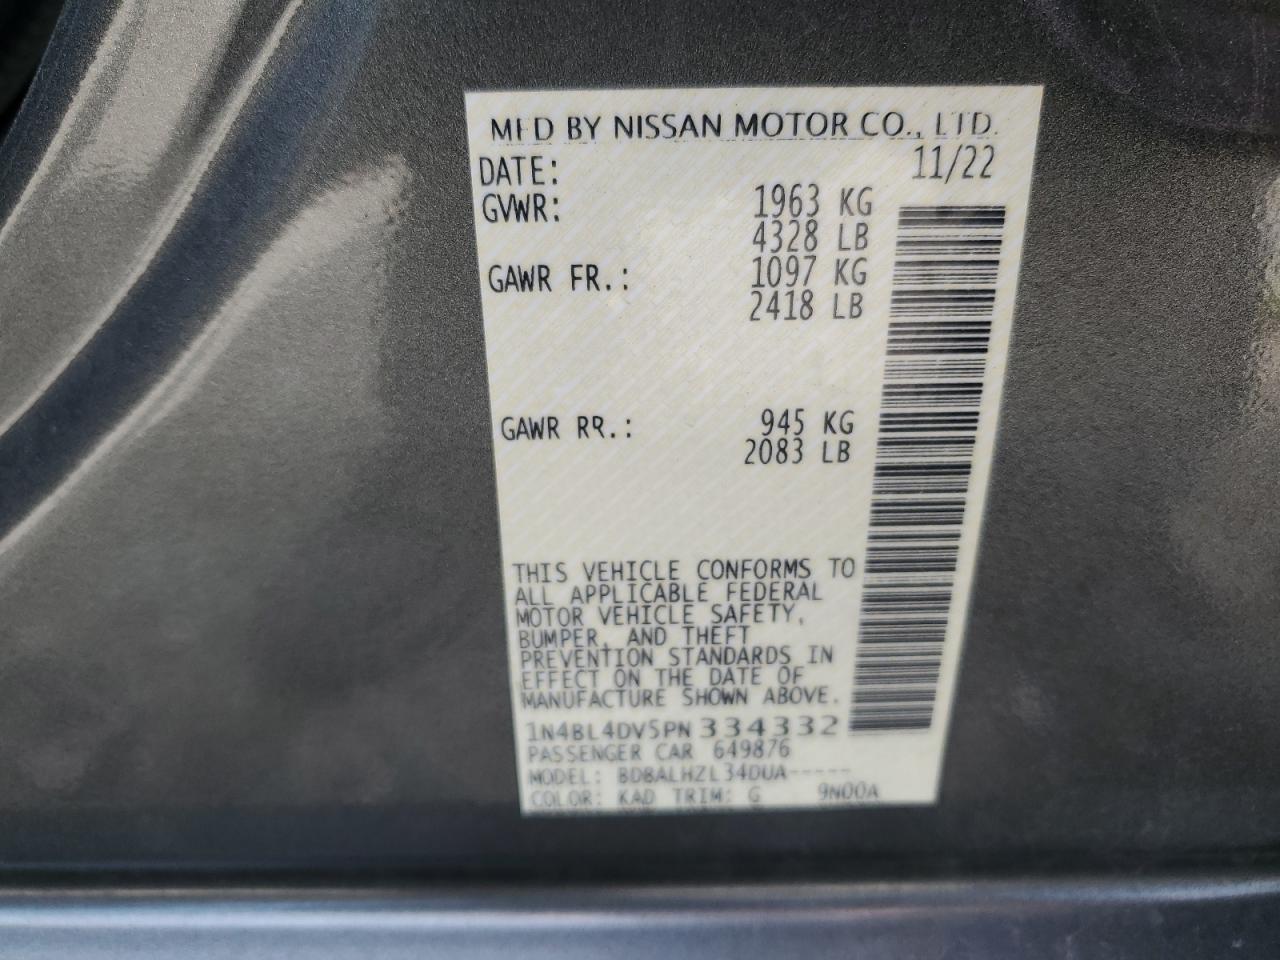 MFD BY NISSAN MOTOR CO., LTD.
DATE: 11/22
GVWR: 1963 KG
4328 LB
GAWR FR.: 1097 KG
2418 LB
GAWR RR.: 945 KG
2083 LB
THIS VEHICLE CONFORMS TO
ALL APPLICABLE FEDERAL
MOTOR VEHICLE SAFETY,
BUMPER, AND THEFT
PREVENTION STANDARDS IN
EFFECT ON THE DATE OF
MANUFACTURE SHOWN ABOVE.
1N4BL4DV5PN334332
PASSENGER CAR 649876
MODEL: BDBALHZL34DUA-----
COLOR: KAD TRIM: G 9N00A